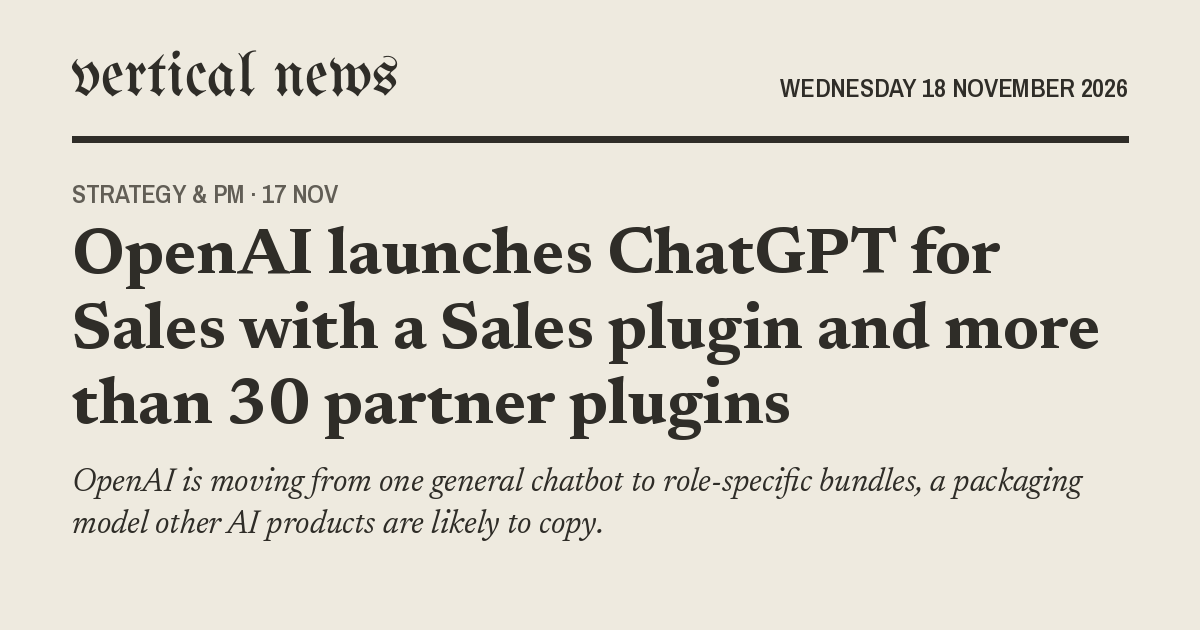 vertical news
WEDNESDAY 18 NOVEMBER 2026
STRATEGY & PM · 17 NOV
OpenAI launches ChatGPT for
Sales with a Sales plugin and more
than 30 partner plugins
OpenAI is moving from one general chatbot to role-specific bundles, a packaging
model other AI products are likely to copy.